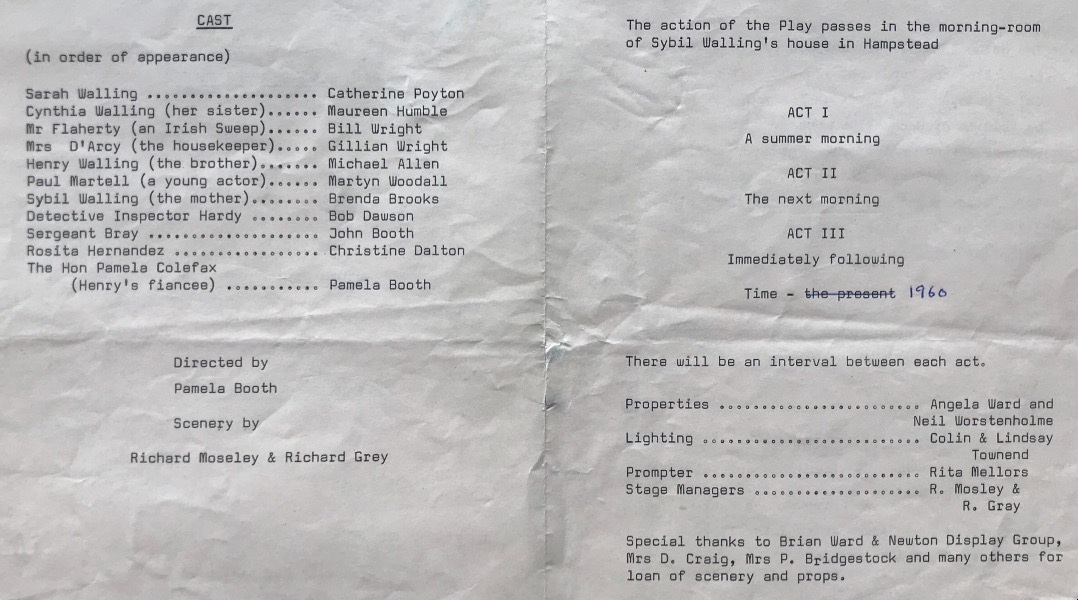 CAST
(in order of appearance)
Sarah Walling .................... Catherine Poyton
Cynthia Walling (her sister)...... Maureen Humble
Mr Flaherty (an Irish Sweep)...... Bill Wright
Mrs D'Arcy (the housekeeper)..... Gillian Wright
Henry Walling (the brother)....... Michael Allen
Paul Martell (a young actor)...... Martyn Woodall
Sybil Walling (the mother)........ Brenda Brooks
Detective Inspector Hardy ........ Bob Dawson
Sergeant Bray .................... John Booth
Rosita Hernandez ................. Christine Dalton
The Hon Pamela Colefax
(Henry's fiancee) ........... Pamela Booth
Directed by
Pamela Booth
Scenery by
Richard Moseley & Richard Grey
The action of the Play passes in the morning-room
of Sybil Walling's house in Hampstead
ACT I
A summer morning
ACT II
The next morning
ACT III
Immediately following
Time - the present 1960
There will be an interval between each act.
Properties ........................ Angela Ward and
Neil Worstenholme
Lighting .......................... Colin & Lindsay
Townend
Prompter .......................... Rita Mellors
Stage Managers .................... R. Mosley &
R. Gray
Special thanks to Brian Ward & Newton Display Group,
Mrs D. Craig, Mrs P. Bridgestock and many others for
loan of scenery and props.